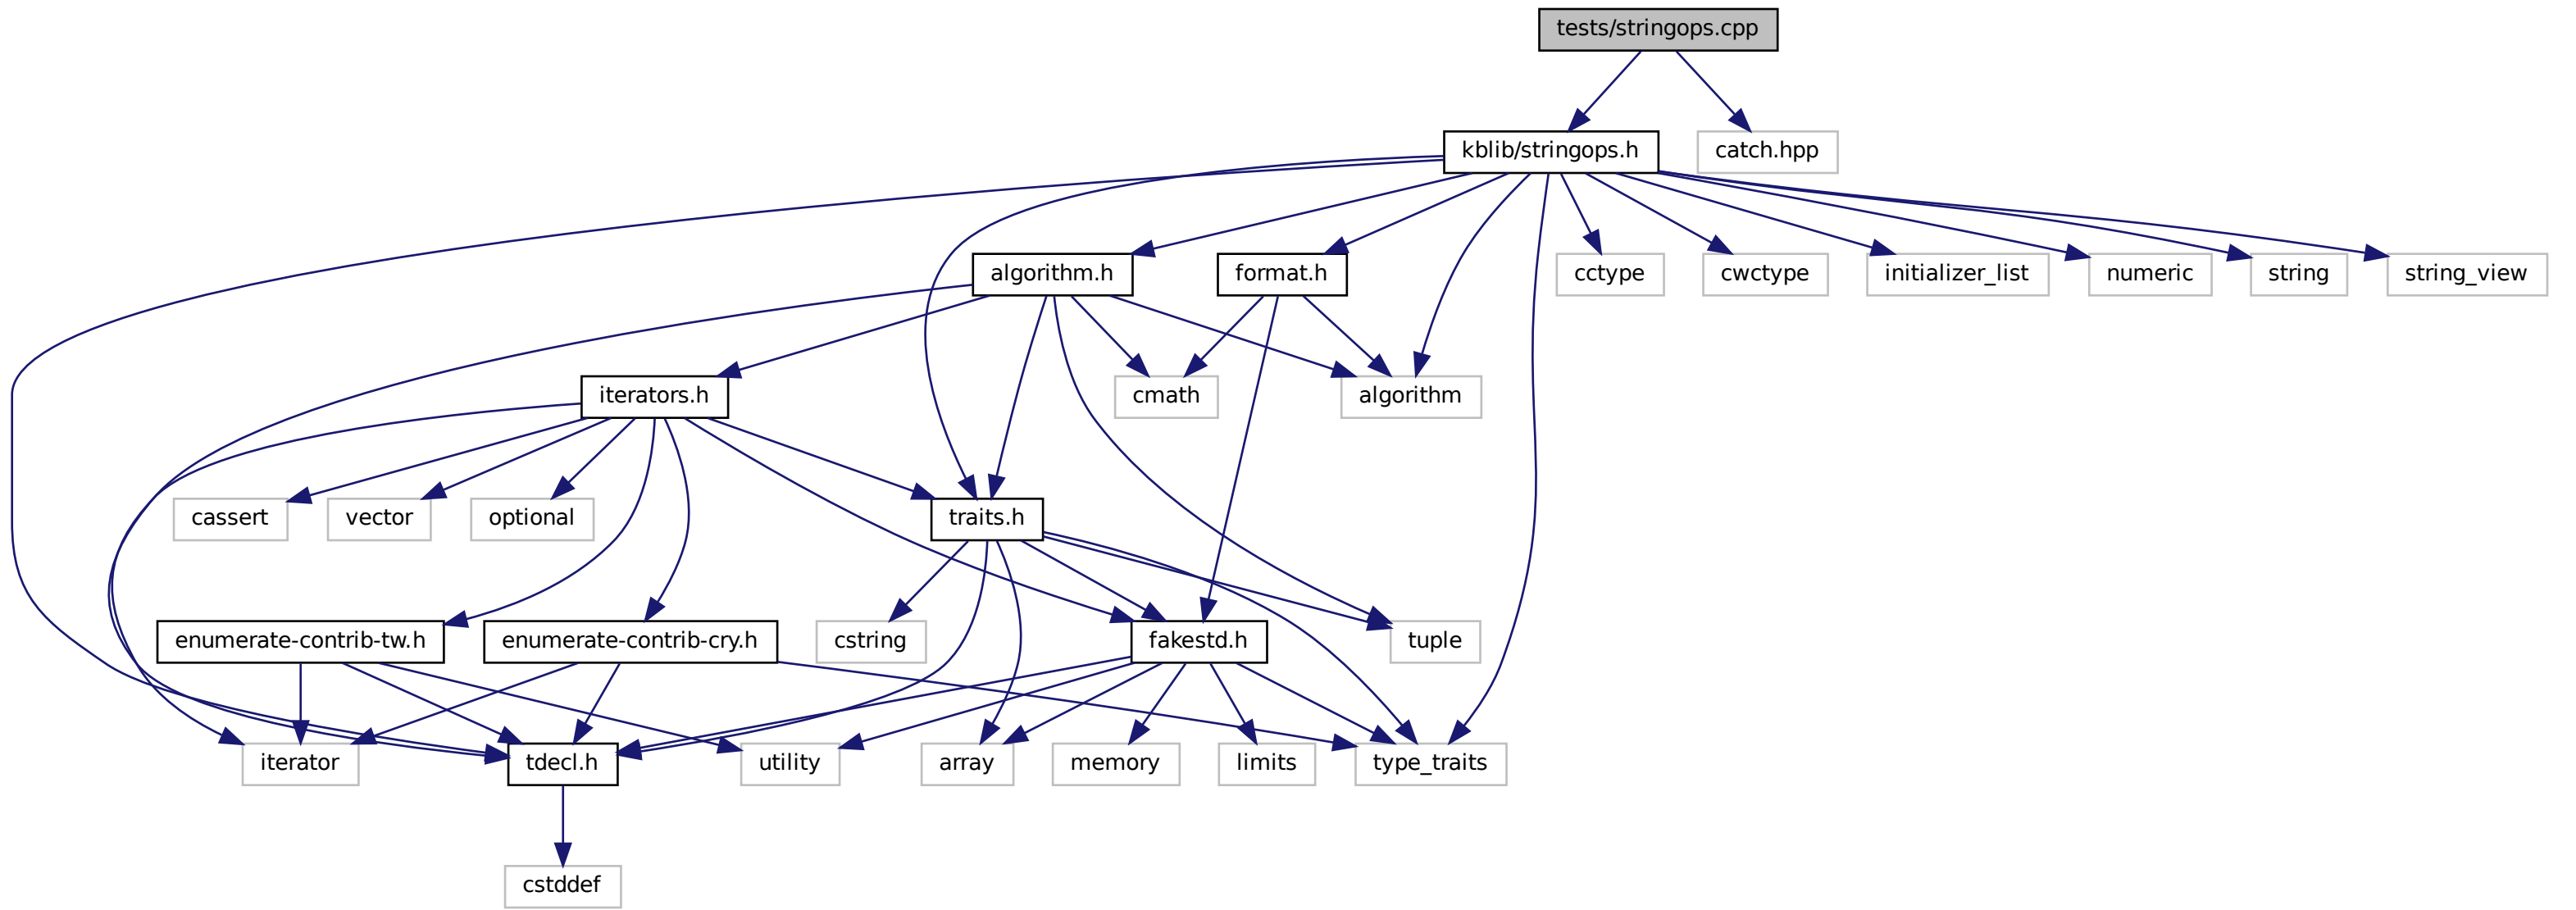 tests/stringops.cpp
kblib/stringops.h
catch.hpp
algorithm.h
format.h
cctype
cwctype
initializer_list
numeric
string
string_view
iterators.h
cmath
algorithm
cassert
vector
optional
traits.h
enumerate-contrib-tw.h
enumerate-contrib-cry.h
cstring
fakestd.h
tuple
iterator
tdecl.h
utility
array
memory
limits
type_traits
cstddef